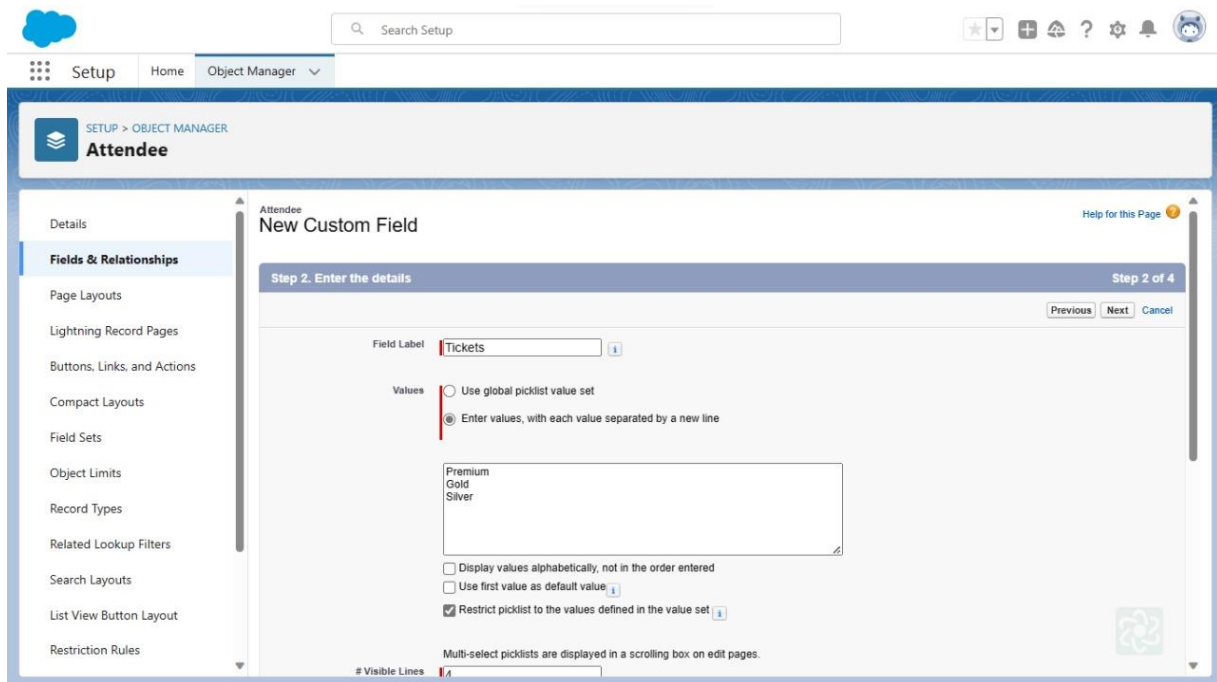 Search Setup
Setup
Home
Object Manager
SETUP > OBJECT MANAGER
Attendee
Details
Fields & Relationships
Page Layouts
Lightning Record Pages
Buttons, Links, and Actions
Compact Layouts
Field Sets
Object Limits
Record Types
Related Lookup Filters
Search Layouts
List View Button Layout
Restriction Rules
Attendee
New Custom Field
Help for this Page
Step 2. Enter the details
Step 2 of 4
Previous Next Cancel
Field Label Tickets
Values Use global picklist value set
Enter values, with each value separated by a new line
Premium
Gold
Silver
Display values alphabetically, not in the order entered
Use first value as default value
Restrict picklist to the values defined in the value set
Multi-select picklists are displayed in a scrolling box on edit pages.
# Visible Lines 4